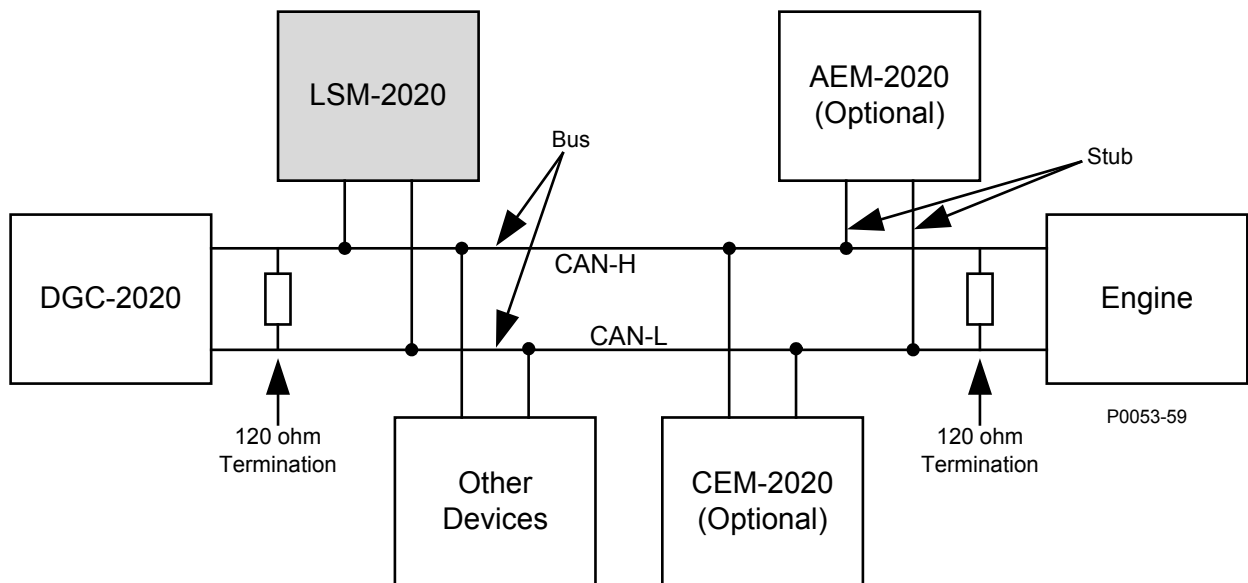 LSM-2020
AEM-2020
(Optional)
Bus
Stub
CAN-H
DGC-2020
Engine
CAN-L
P0053-59
120 ohm
Termination
120 ohm
Termination
Other
Devices
CEM-2020
(Optional)